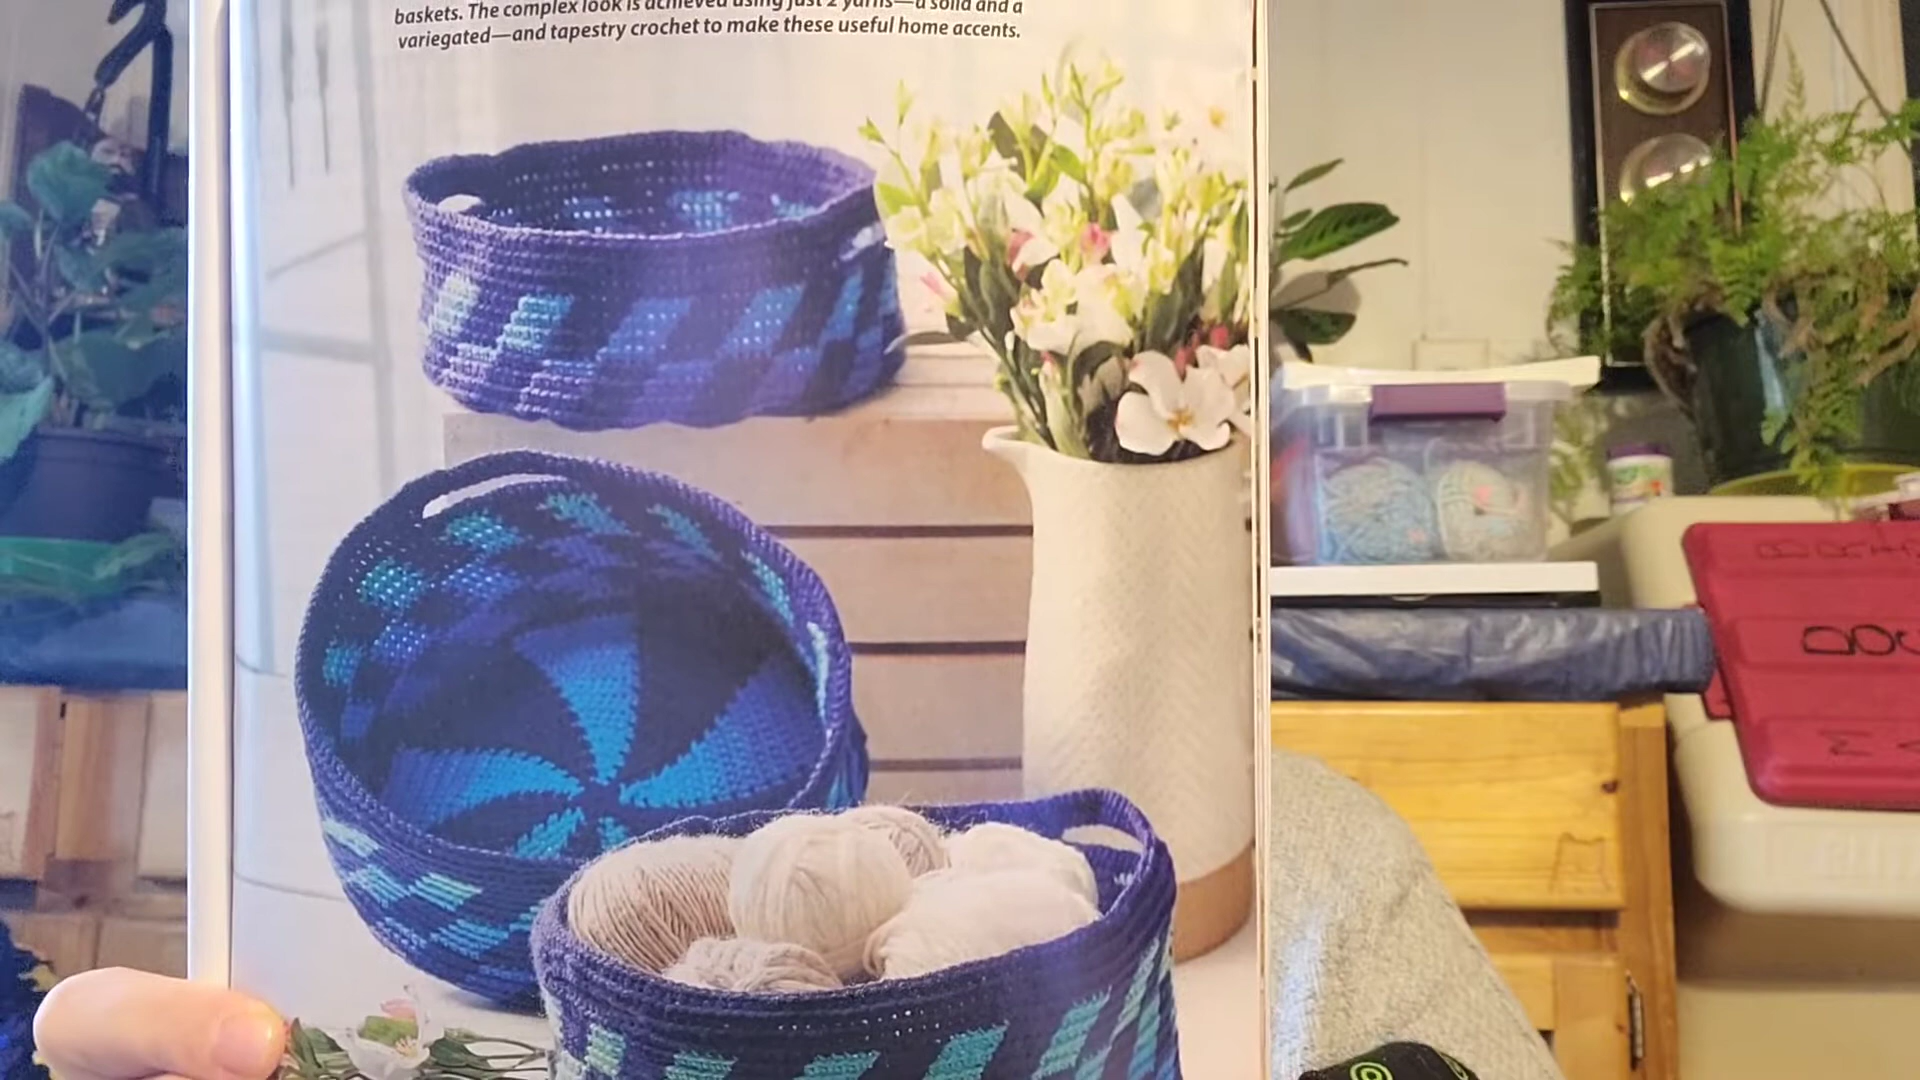 baskets. The complex look is achieved using just 2 yarns—a solid and a
variegated—and tapestry crochet to make these useful home accents.